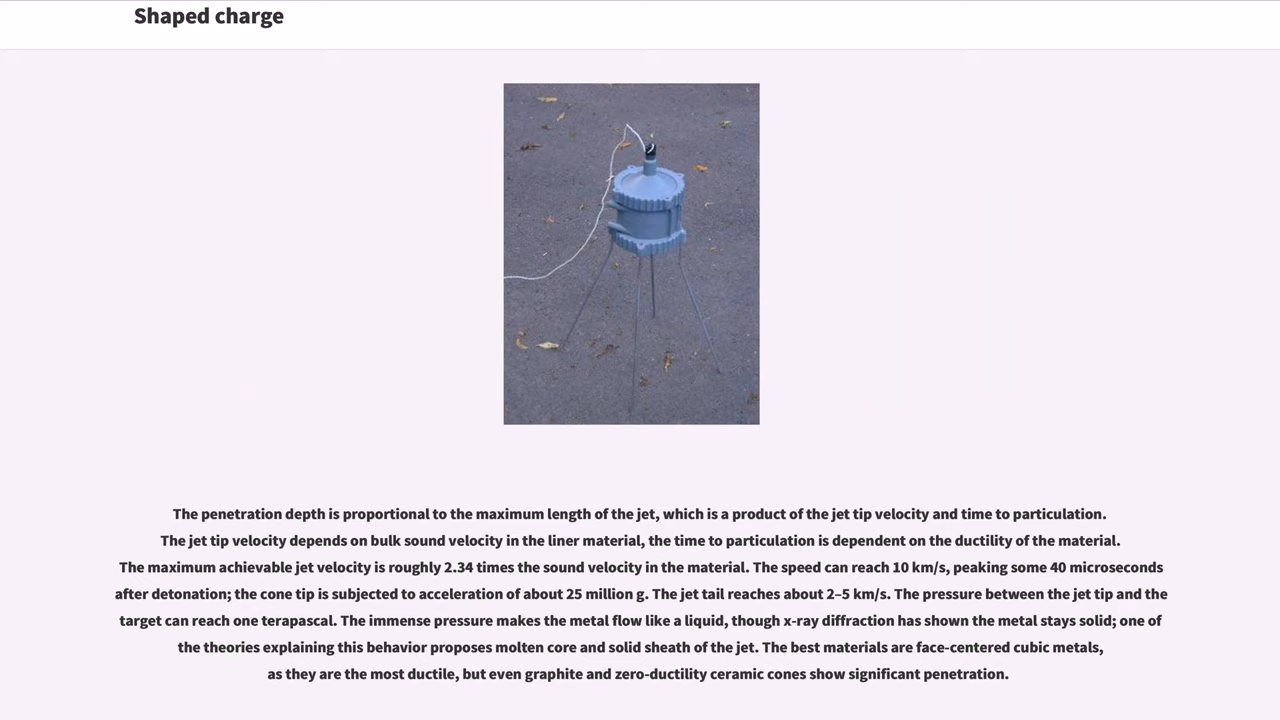 Shaped charge
The penetration depth is proportional to the maximum length of the jet, which is a product of the jet tip velocity and time to particulation.
The jet tip velocity depends on bulk sound velocity in the liner material, the time to particulation is dependent on the ductility of the material.
The maximum achievable jet velocity is roughly 2.34 times the sound velocity in the material. The speed can reach 10 km/s, peaking some 40 microseconds
after detonation; the cone tip is subjected to acceleration of about 25 million g. The jet tail reaches about 2–5 km/s. The pressure between the jet tip and the
target can reach one terapascal. The immense pressure makes the metal flow like a liquid, though x-ray diffraction has shown the metal stays solid; one of
the theories explaining this behavior proposes molten core and solid sheath of the jet. The best materials are face-centered cubic metals,
as they are the most ductile, but even graphite and zero-ductility ceramic cones show significant penetration.